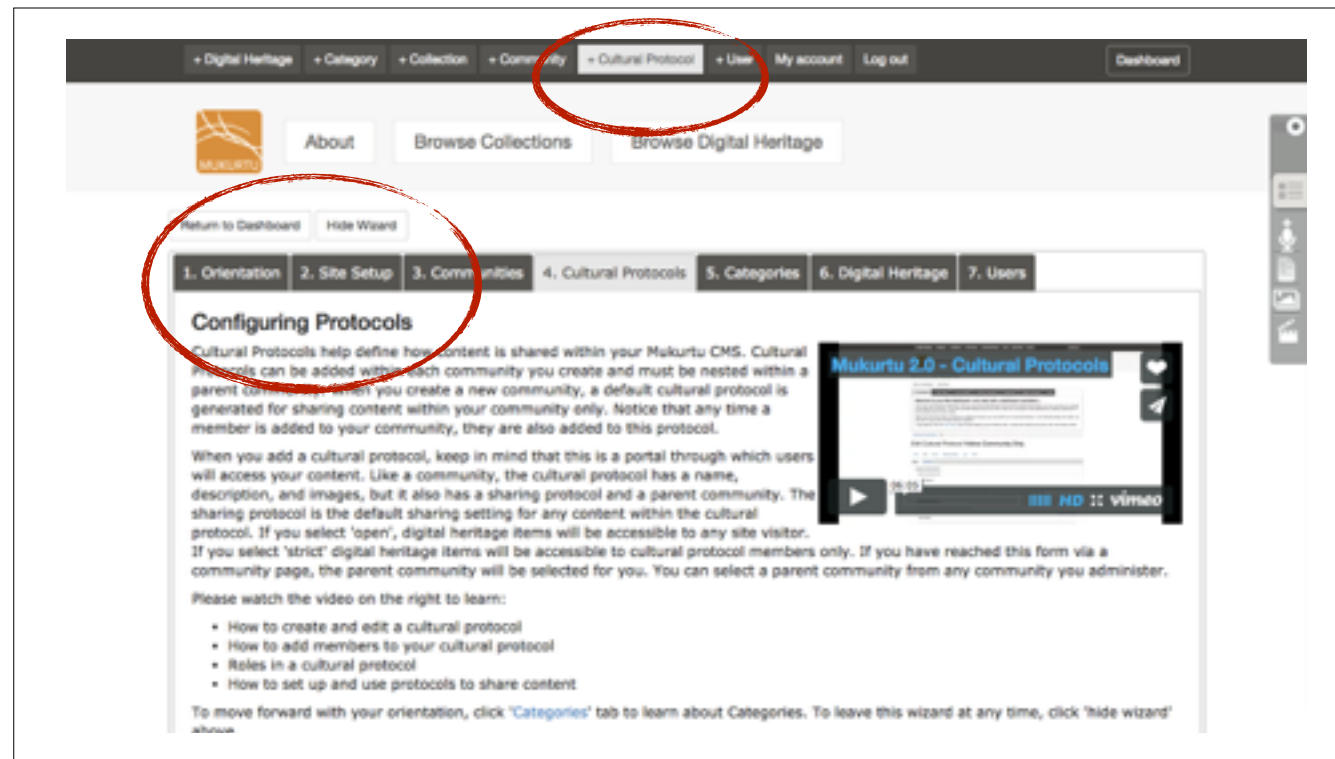 + Digital Heritage + Category + Collection + Community + Cultural Protocol + User My account Log out Dashboard
MUKURTU About Browse Collections Browse Digital Heritage
Return to Dashboard Hide Wizard
1. Orientation 2. Site Setup 3. Communities 4. Cultural Protocols 5. Categories 6. Digital Heritage 7. Users
Configuring Protocols
Cultural Protocols help define how content is shared within your Mukurtu CMS. Cultural
Protocols can be added within each community you create and must be nested within a
parent community. When you create a new community, a default cultural protocol is
generated for sharing content within your community only. Notice that any time a
member is added to your community, they are also added to this protocol.
When you add a cultural protocol, keep in mind that this is a portal through which users
will access your content. Like a community, the cultural protocol has a name,
description, and images, but it also has a sharing protocol and a parent community. The
sharing protocol is the default sharing setting for any content within the cultural
protocol. If you select 'open', digital heritage items will be accessible to any site visitor.
If you select 'strict' digital heritage items will be accessible to cultural protocol members only. If you have reached this form via a
community page, the parent community will be selected for you. You can select a parent community from any community you administer.
Mukurtu 2.0 - Cultural Protocols
HD vimeo
Please watch the video on the right to learn:
• How to create and edit a cultural protocol
• How to add members to your cultural protocol
• Roles in a cultural protocol
• How to set up and use protocols to share content
To move forward with your orientation, click 'Categories' tab to learn about Categories. To leave this wizard at any time, click 'hide wizard'
above